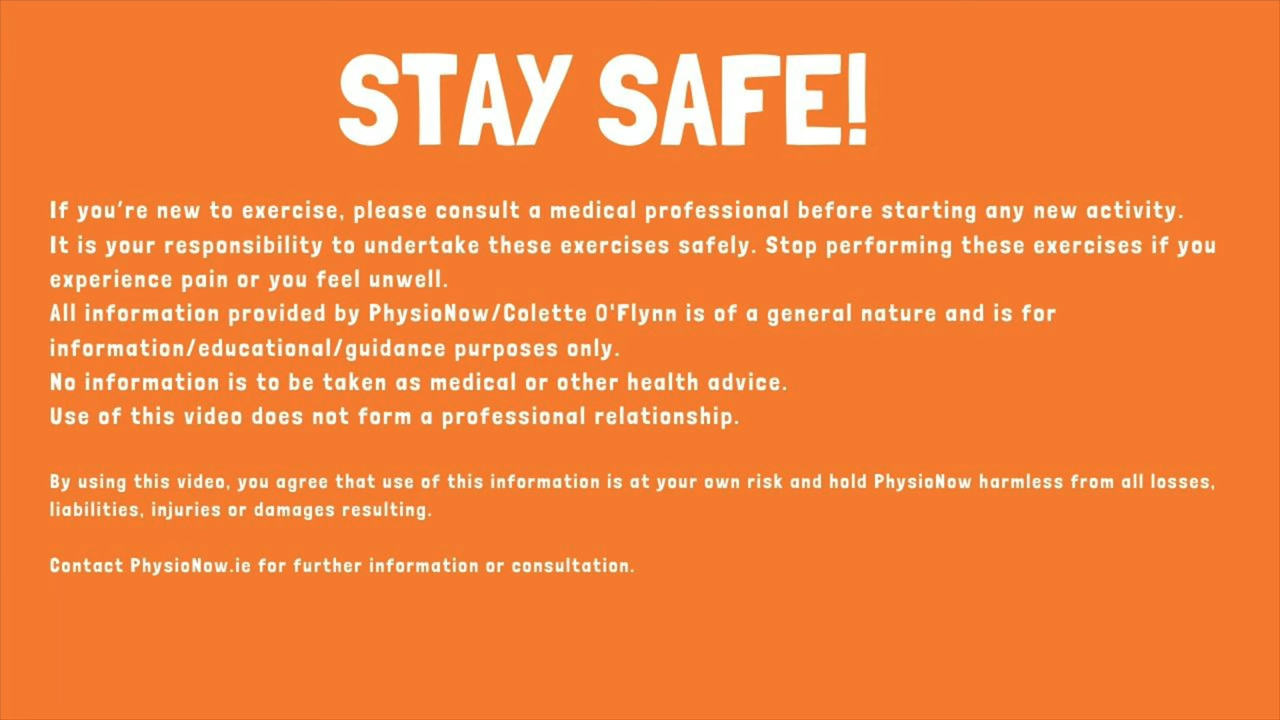 STAY SAFE!
If you're new to exercise, please consult a medical professional before starting any new activity.
It is your responsibility to undertake these exercises safely. Stop performing these exercises if you
experience pain or you feel unwell.
All information provided by PhysioNow/Colette O'Flynn is of a general nature and is for
information/educational/guidance purposes only.
No information is to be taken as medical or other health advice.
Use of this video does not form a professional relationship.
By using this video, you agree that use of this information is at your own risk and hold PhysioNow harmless from all losses,
liabilities, injuries or damages resulting.
Contact PhysioNow.ie for further information or consultation.